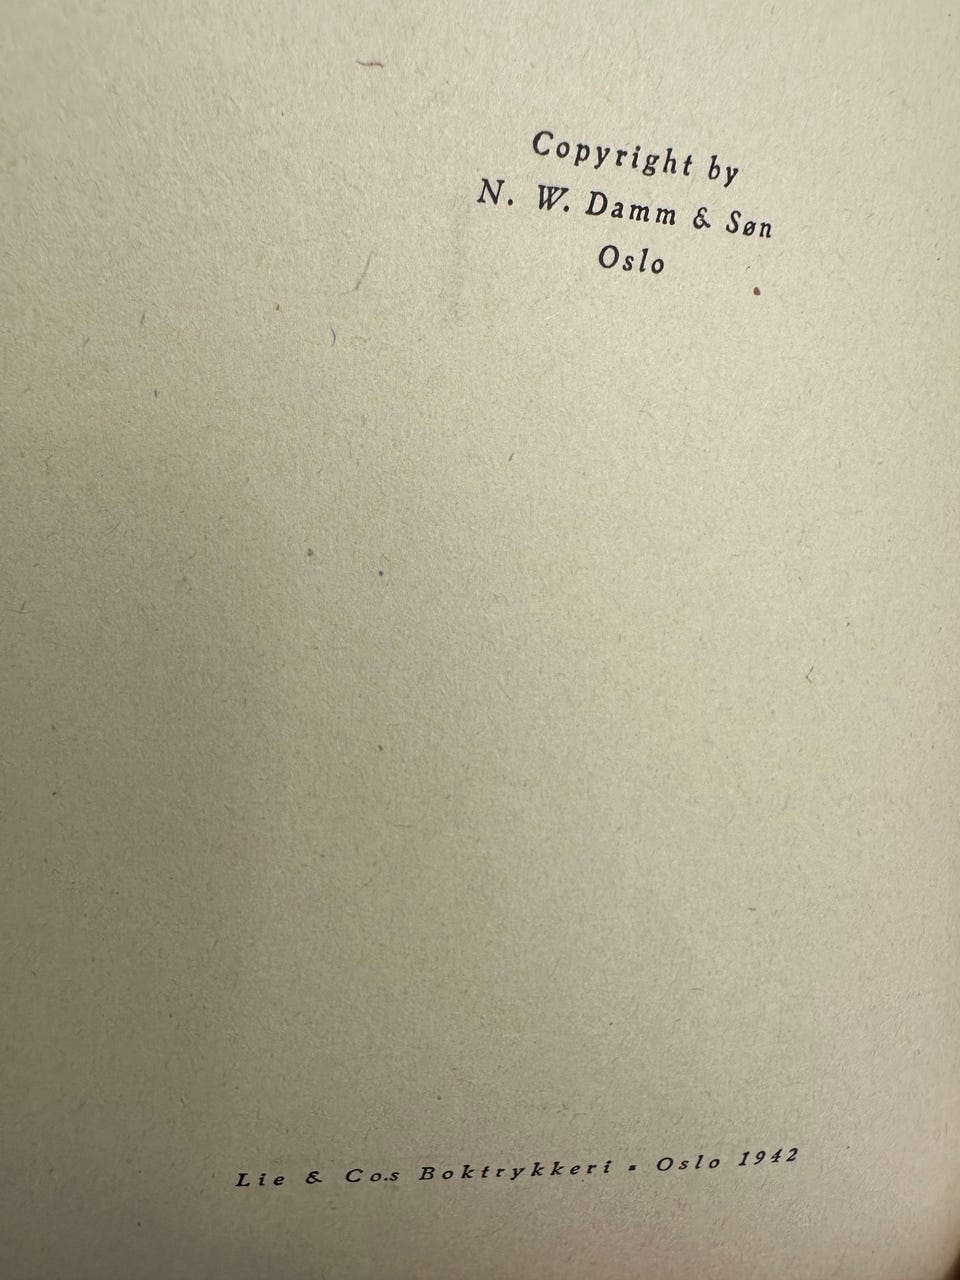 Copyright by
N. W. Damm & Søn
Oslo
Lie & Co.s Boktrykkeri - Oslo 1942